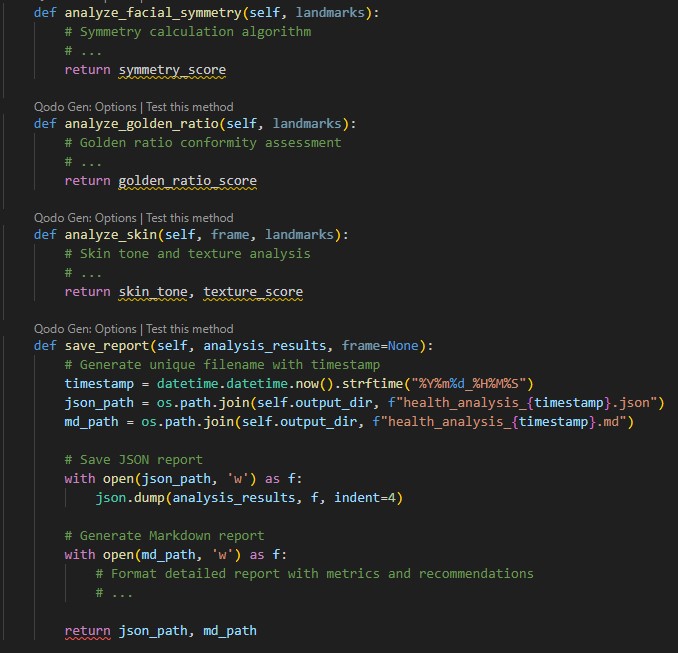 def analyze_facial_symmetry(self, landmarks):
    # Symmetry calculation algorithm
    # ...
    return symmetry_score
Qodo Gen: Options | Test this method
def analyze_golden_ratio(self, landmarks):
    # Golden ratio conformity assessment
    # ...
    return golden_ratio_score
Qodo Gen: Options | Test this method
def analyze_skin(self, frame, landmarks):
    # Skin tone and texture analysis
    # ...
    return skin_tone, texture_score
Qodo Gen: Options | Test this method
def save_report(self, analysis_results, frame=None):
    # Generate unique filename with timestamp
    timestamp = datetime.datetime.now().strftime("%Y%m%d_%H%M%S")
    json_path = os.path.join(self.output_dir, f"health_analysis_{timestamp}.json")
    md_path = os.path.join(self.output_dir, f"health_analysis_{timestamp}.md")
    # Save JSON report
    with open(json_path, 'w') as f:
        json.dump(analysis_results, f, indent=4)
    # Generate Markdown report
    with open(md_path, 'w') as f:
        # Format detailed report with metrics and recommendations
        # ...
    return json_path, md_path